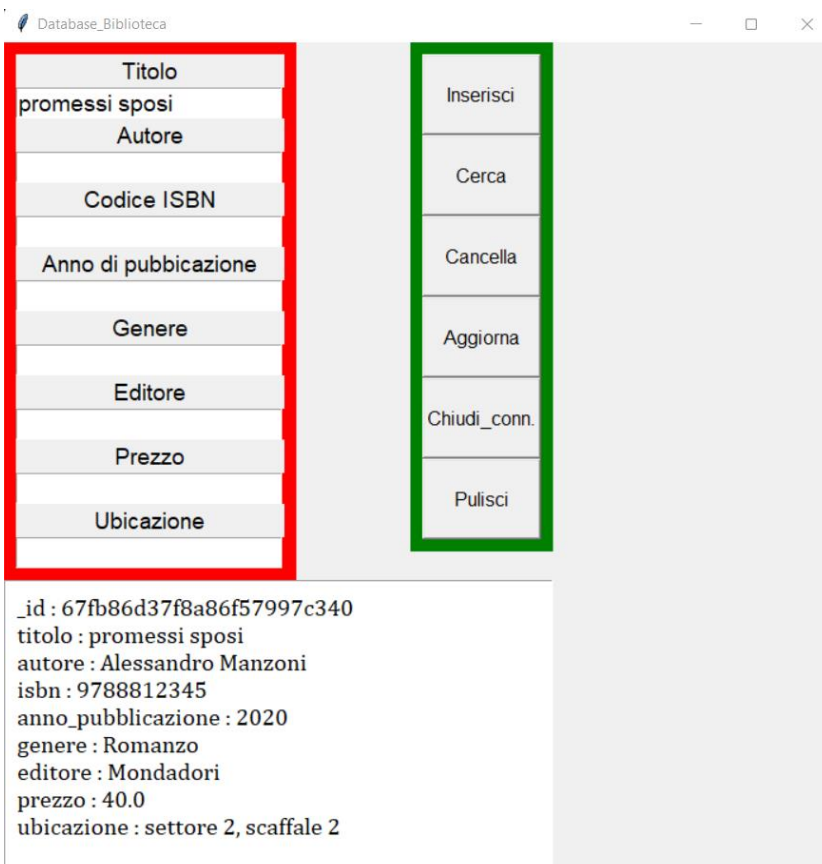 Database_Biblioteca
Titolo
promessi sposi
Autore
Codice ISBN
Anno di pubbicazione
Genere
Editore
Prezzo
Ubicazione
Inserisci
Cerca
Cancella
Aggiorna
Chiudi_conn.
Pulisci
_id : 67fb86d37f8a86f57997c340
titolo : promessi sposi
autore : Alessandro Manzoni
isbn : 9788812345
anno_pubblicazione : 2020
genere : Romanzo
editore : Mondadori
prezzo : 40.0
ubicazione : settore 2, scaffale 2